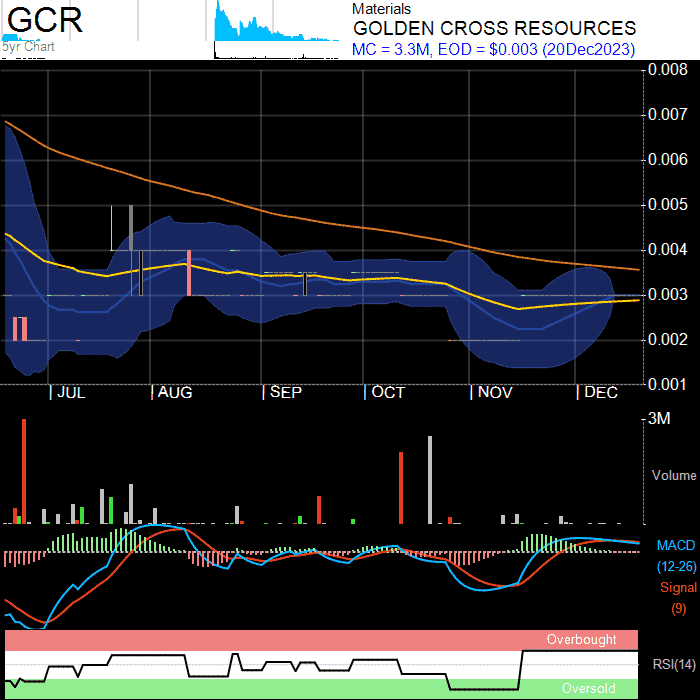 GCR
5yr Chart
Materials
GOLDEN CROSS RESOURCES
MC = 3.3M, EOD = $0.003 (20Dec2023)
0.008
0.007
0.006
0.005
0.004
0.003
0.002
0.001
| JUL | AUG | SEP | OCT | NOV | DEC
3M
Volume
MACD
(12-26)
Signal
(9)
Overbought
RSI(14)
Oversold